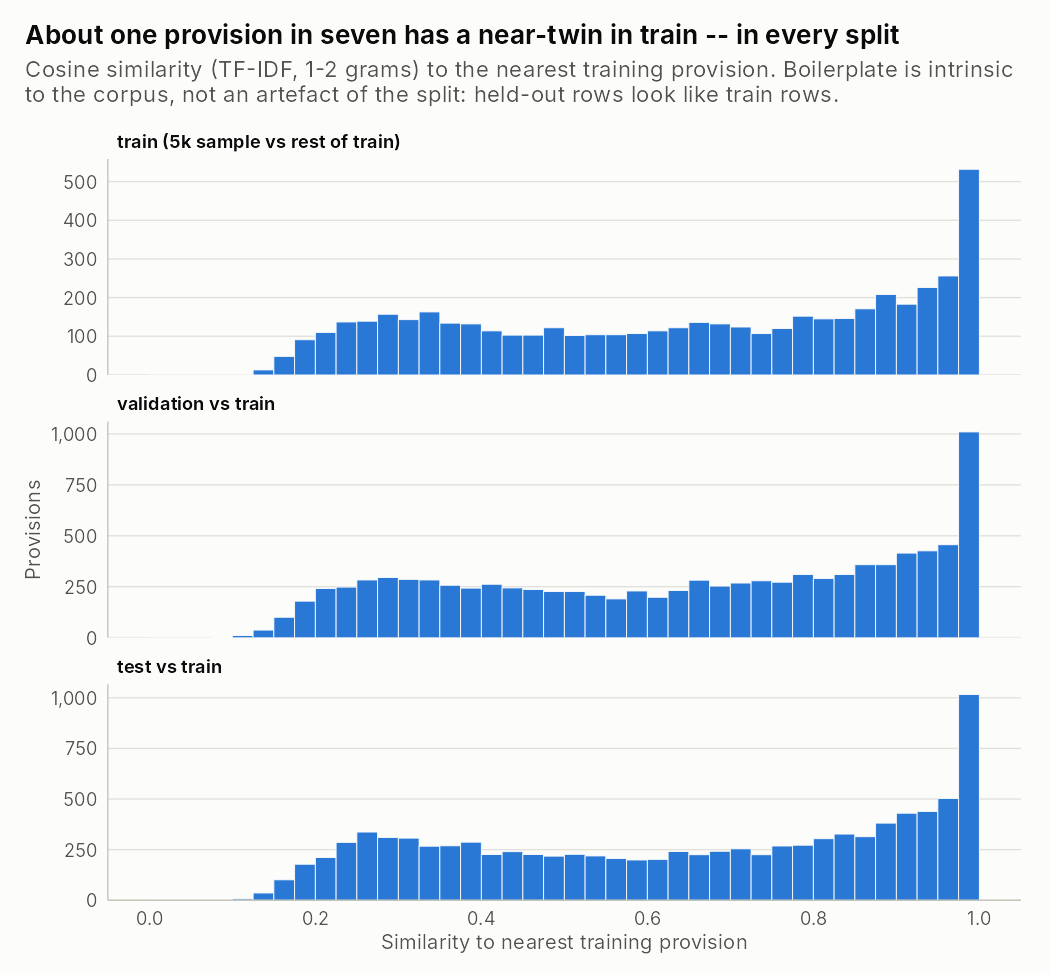 About one provision in seven has a near-twin in train -- in every split
Cosine similarity (TF-IDF, 1-2 grams) to the nearest training provision. Boilerplate is intrinsic
to the corpus, not an artefact of the split: held-out rows look like train rows.
train (5k sample vs rest of train)
500
400
300
200
100
0
validation vs train
1,000
750
500
250
0
Provisions
test vs train
1,000
750
500
250
0
0.0 0.2 0.4 0.6 0.8 1.0
Similarity to nearest training provision